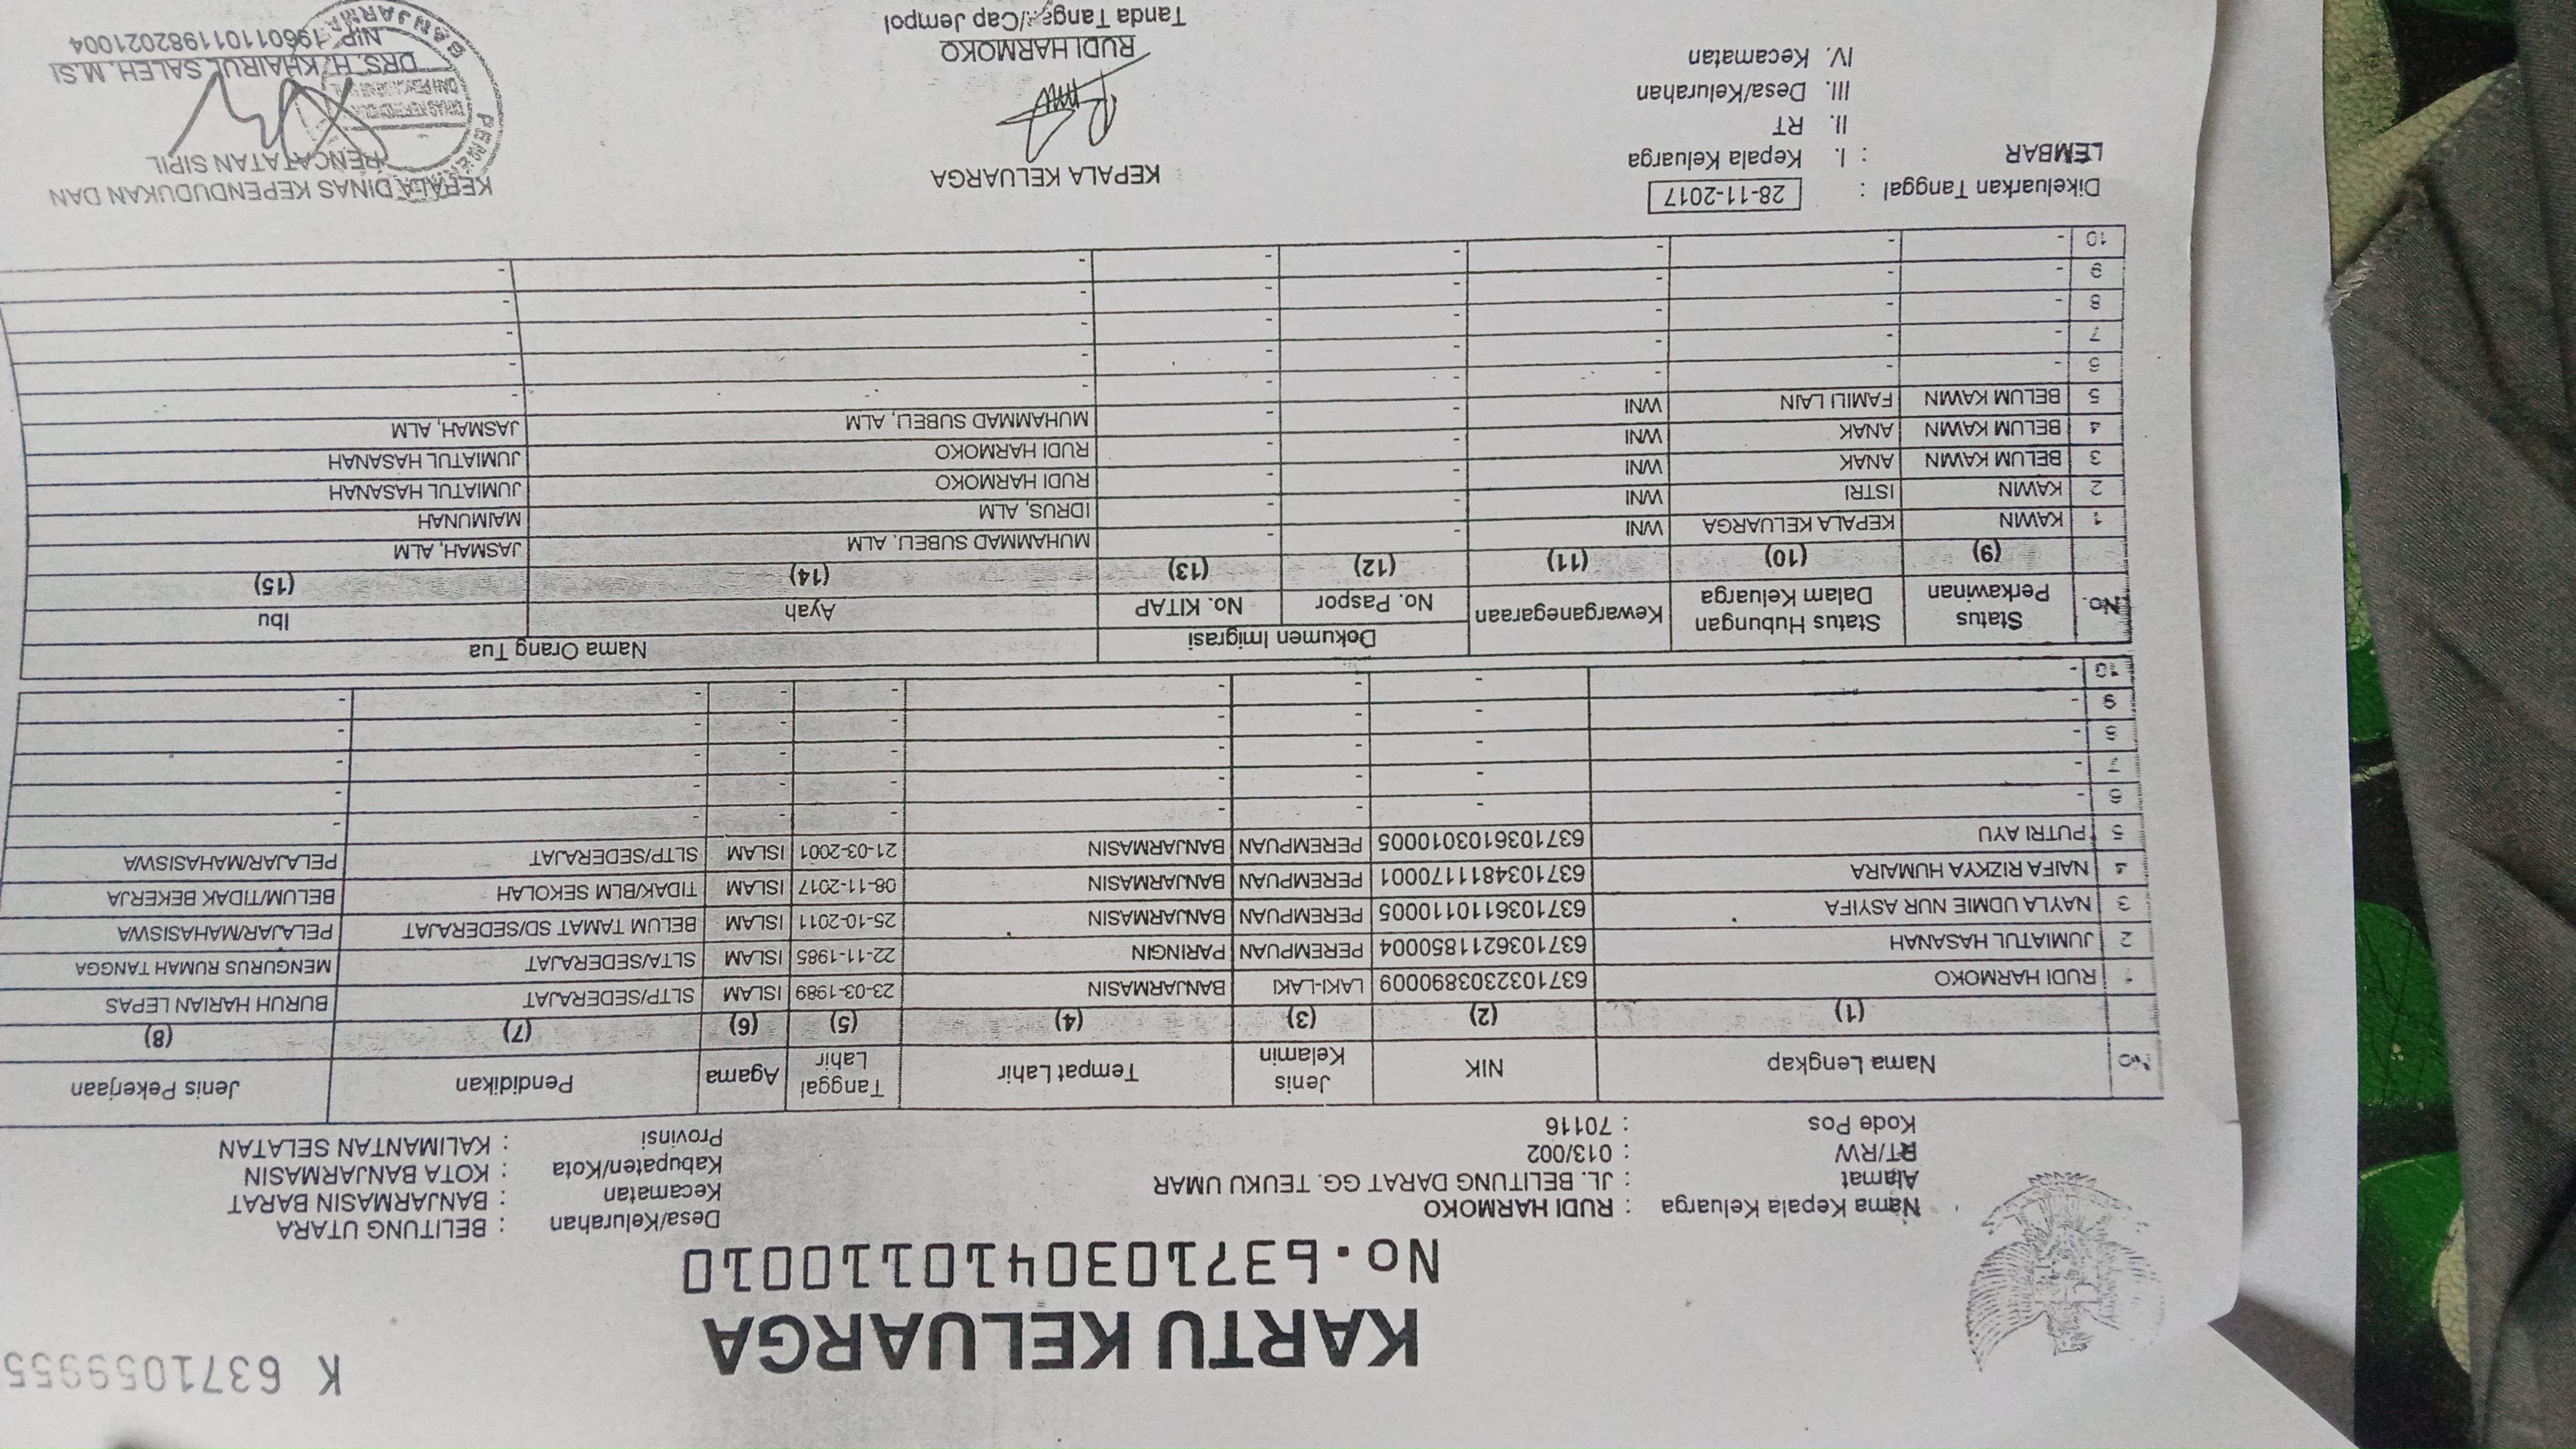 K 6371059955
KARTU KELUARGA
No.6371030410110010
Nama Kepala Keluarga : RUDI HARMOKO
Alamat : JL. BELITUNG DARAT GG. TEUKU UMAR
RT/RW : 013/002
Kode Pos : 70116
Desa/Kelurahan : BELITUNG UTARA
Kecamatan : BANJARMASIN BARAT
Kabupaten/Kota : KOTA BANJARMASIN
Provinsi : KALIMANTAN SELATAN
No Nama Lengkap NIK Jenis Kelamin Tempat Lahir Tanggal Lahir Agama Pendidikan Jenis Pekerjaan
(1) (2) (3) (4) (5) (6) (7) (8)
1 RUDI HARMOKO 6371032303890009 LAKI-LAKI BANJARMASIN 23-03-1989 ISLAM SLTP/SEDERAJAT BURUH HARIAN LEPAS
2 JUMIATUL HASANAH 6371036211850004 PEREMPUAN PARINGIN 22-11-1985 ISLAM SLTA/SEDERAJAT MENGURUS RUMAH TANGGA
3 NAYLA UDMIE NUR ASYIFA 6371036110110005 PEREMPUAN BANJARMASIN 25-10-2011 ISLAM BELUM TAMAT SD/SEDERAJAT PELAJAR/MAHASISWA
4 NAIFA RIZKYA HUMAIRA 6371034811170001 PEREMPUAN BANJARMASIN 08-11-2017 ISLAM TIDAK/BLM SEKOLAH BELUM/TIDAK BEKERJA
5 PUTRI AYU 6371036103010005 PEREMPUAN BANJARMASIN 21-03-2001 ISLAM SLTP/SEDERAJAT PELAJAR/MAHASISWA
6 - - - - - - - -
7 - - - - - - - -
8 - - - - - - - -
9 - - - - - - - -
10 - - - - - - - -
No. Status Perkawinan Status Hubungan Dalam Keluarga Kewarganegaraan Dokumen Imigrasi Nama Orang Tua
No. Paspor No. KITAP Ayah Ibu
(9) (10) (11) (12) (13) (14) (15)
1 KAWIN KEPALA KELUARGA WNI - - MUHAMMAD SUBELI, ALM JASMAH, ALM
2 KAWIN ISTRI WNI - - IDRUS, ALM MAIMUNAH
3 BELUM KAWIN ANAK WNI - - RUDI HARMOKO JUMIATUL HASANAH
4 BELUM KAWIN ANAK WNI - - RUDI HARMOKO JUMIATUL HASANAH
5 BELUM KAWIN FAMILI LAIN WNI - - MUHAMMAD SUBELI, ALM JASMAH, ALM
6 - - - - - - -
7 - - - - - - -
8 - - - - - - -
9 - - - - - - -
10 - - - - - - -
Dikeluarkan Tanggal : 28-11-2017
LEMBAR : I. Kepala Keluarga
II. RT
III. Desa/Kelurahan
IV. Kecamatan
KEPALA KELUARGA
RUDI HARMOKO
Tanda Tangan/Cap Jempol
KEPALA DINAS KEPENDUDUKAN DAN
PENCATATAN SIPIL
DRS. H. KHAIRUL SALEH, M.SI
NIP. 196011011982021004